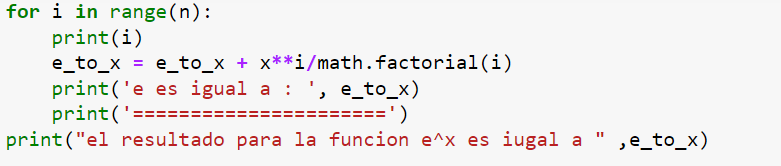 for i in range(n):
    print(i)
    e_to_x = e_to_x + x**i/math.factorial(i)
    print('e es igual a : ', e_to_x)
    print('======================')
print("el resultado para la funcion e^x es iugal a " ,e_to_x)